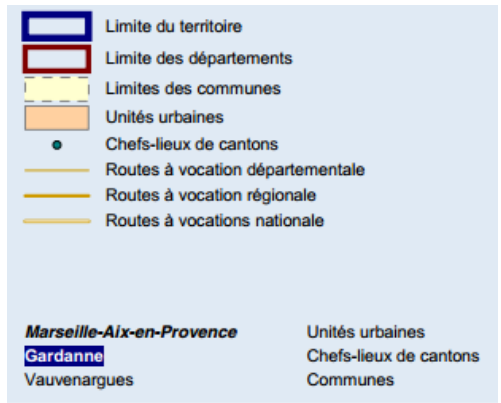 Limite du territoire
Limite des départements
Limites des communes
Unités urbaines
Chefs-lieux de cantons
Routes à vocation départementale
Routes à vocation régionale
Routes à vocations nationale
Marseille-Aix-en-Provence Unités urbaines
Gardanne Chefs-lieux de cantons
Vauvenargues Communes